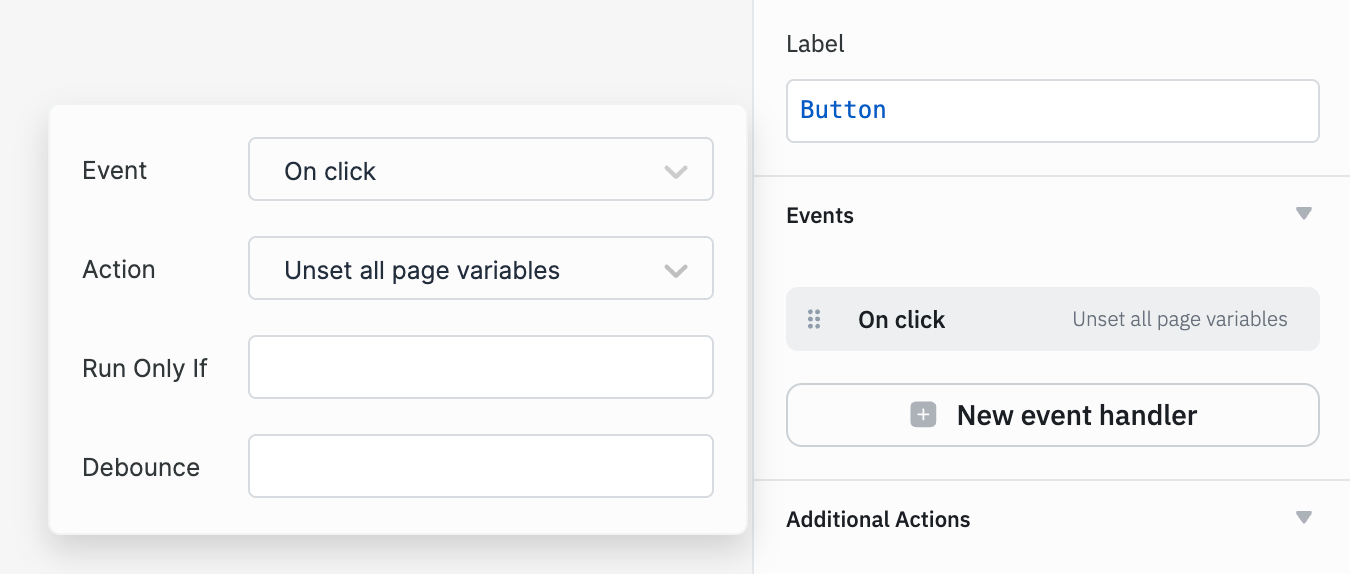 Event
On click
Action
Unset all page variables
Run Only If
Debounce
Label
Button
Events
On click Unset all page variables
New event handler
Additional Actions